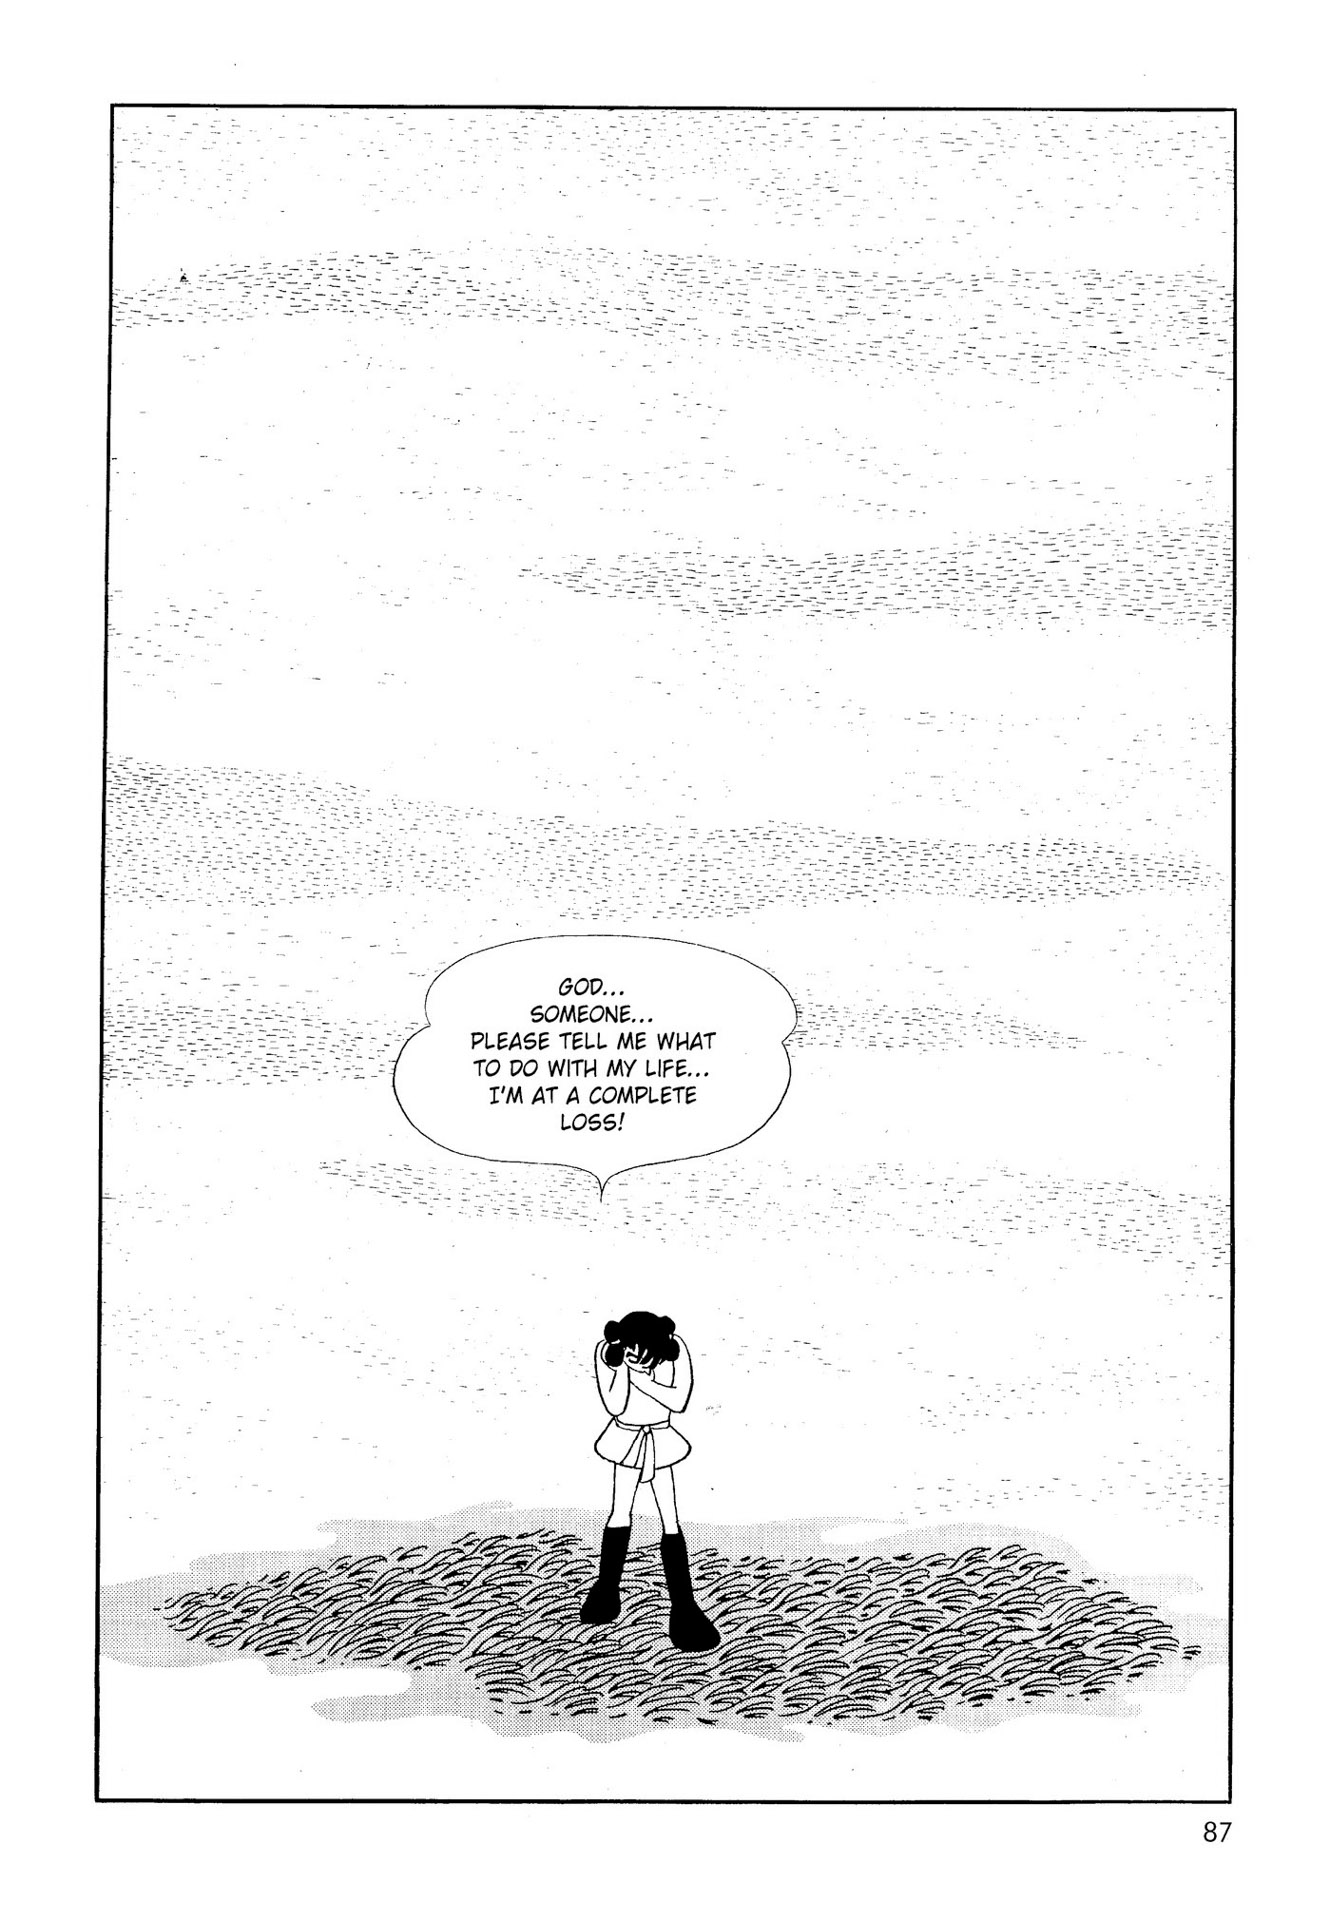 GOD...
SOMEONE...
PLEASE TELL ME WHAT
TO DO WITH MY LIFE...
I'M AT A COMPLETE
LOSS!
87